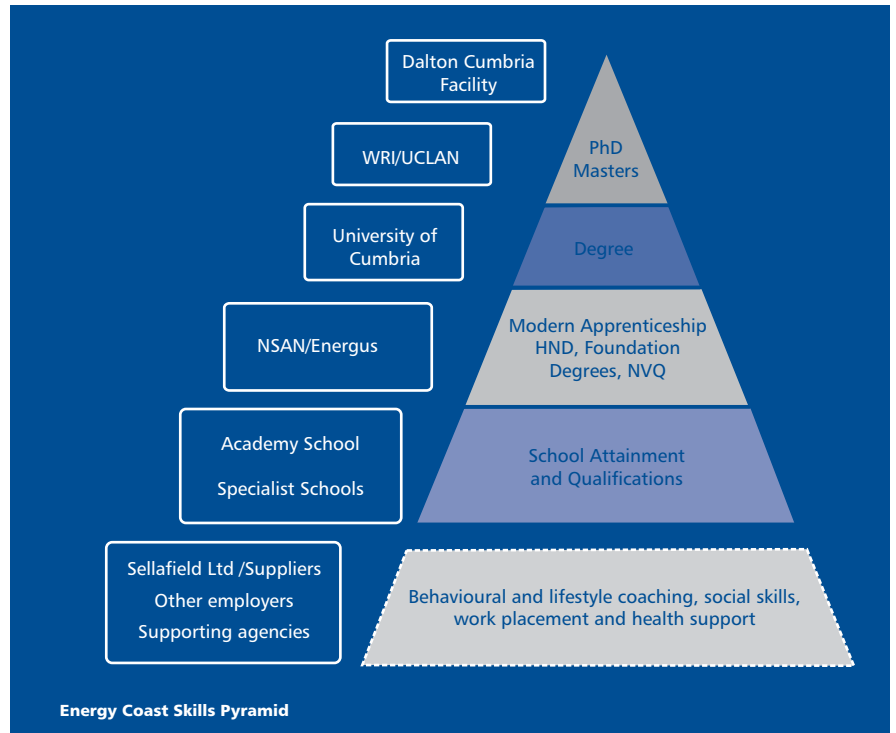 Dalton Cumbria
Facility
WRI/UCLAN
PhD
Masters
University of
Cumbria
Degree
NSAN/Energus
Modern Apprenticeship
HND, Foundation
Degrees, NVQ
Academy School
Specialist Schools
School Attainment
and Qualifications
Sellafield Ltd /Suppliers
Other employers
Supporting agencies
Behavioural and lifestyle coaching, social skills,
work placement and health support
Energy Coast Skills Pyramid